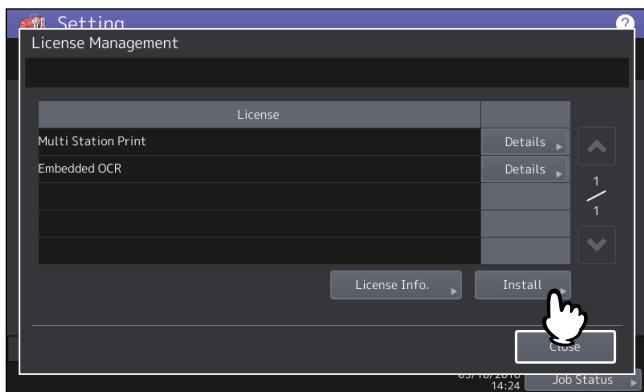 Setting ?
License Management
License
Multi Station Print Details
Embedded OCR Details
1
1
License Info. Install
Close
14:24 Job Status